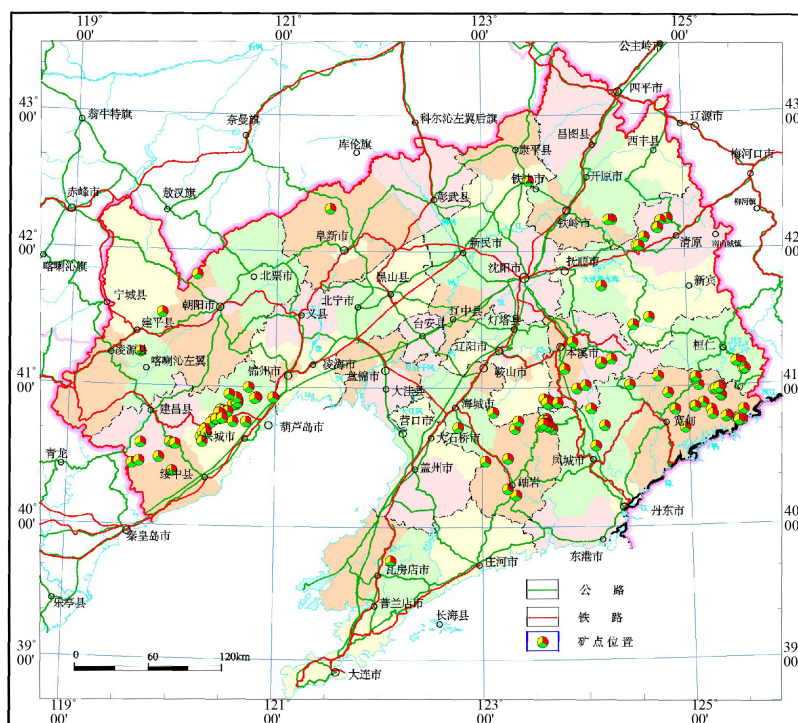 119°
00′
121°
00′
123°
00′
125°
00′
公主岭市
四平市
43°
00′
43°
00′
翁牛特旗
奈曼旗
科尔沁左翼后旗
辽源市
昌图县
西丰县
库伦旗
康平县
梅河口市
开原市
赤峰市
敖汉旗
彰武县
铁岭市
柳河镇
42°
00′
42°
00′
阜新市
新民市
清原
喀喇沁旗
沈阳市
抚顺市
北票市
黑山县
新宾
宁城县
朝阳市
北宁市
义县
辽中县
灯塔县
建平县
台安县
桓仁
凌源县
辽阳市
本溪市
喀喇沁左翼
凌海市
锦州市
盘锦市
鞍山市
41°
00′
41°
00′
大洼县
建昌县
海城市
葫芦岛市
营口市
宽甸
兴城市
大石桥市
青龙
凤城市
盖州市
绥中县
岫岩
丹东市
40°
00′
40°
00′
秦皇岛市
东港市
庄河市
瓦房店市
乐亭县
普兰店市
长海县
公 路
铁 路
矿点位置
39°
00′
39°
00′
0 60 120km
大连市
119°
00′
121°
00′
123°
00′
125°
00′